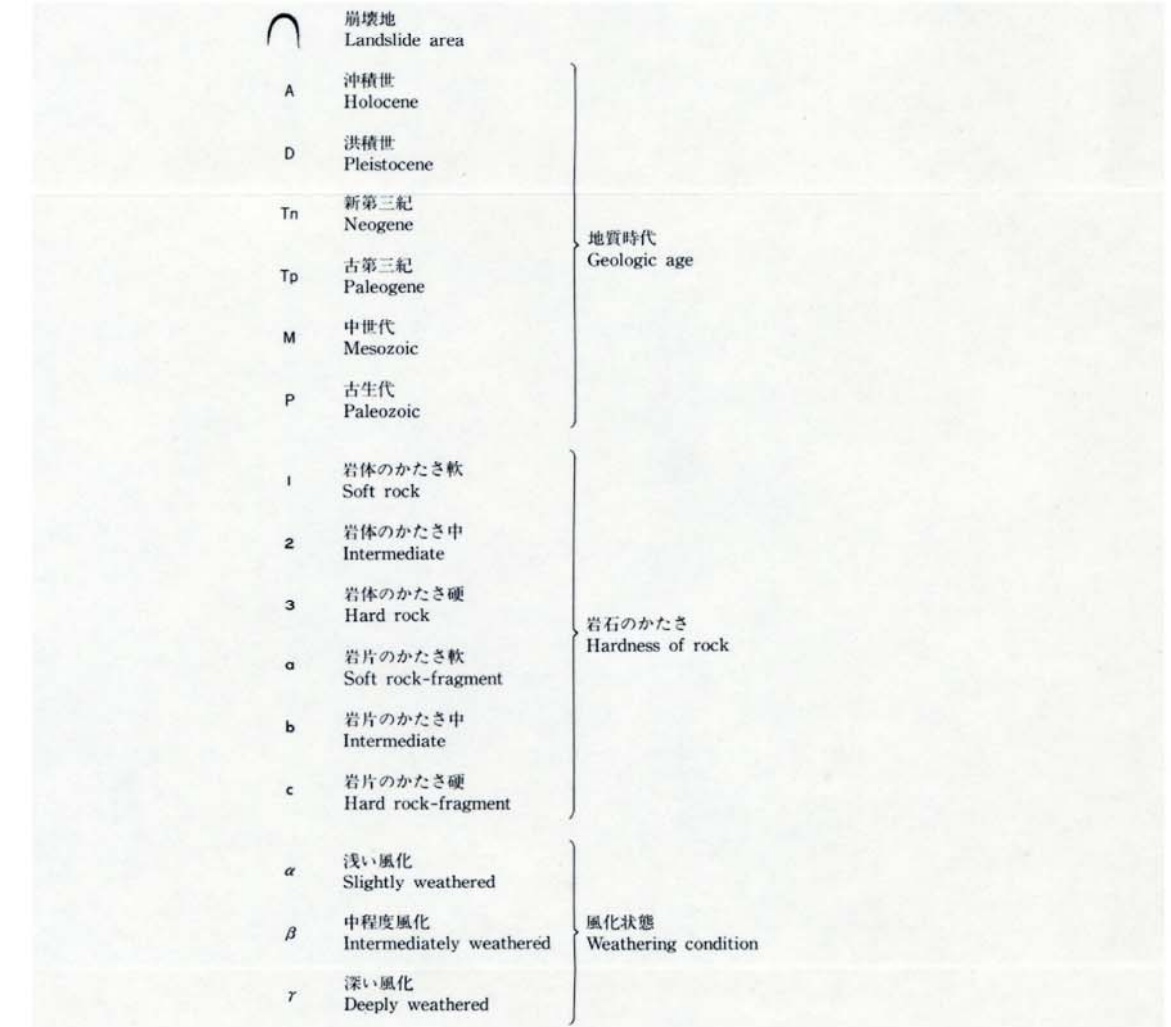 崩壊地
Landslide area
A
沖積世
Holocene
D
洪積世
Pleistocene
Tn
新第三紀
Neogene
Tp
古第三紀
Paleogene
M
中世代
Mesozoic
P
古生代
Paleozoic
地質時代
Geologic age
1
岩体のかたさ軟
Soft rock
2
岩体のかたさ中
Intermediate
3
岩体のかたさ硬
Hard rock
a
岩片のかたさ軟
Soft rock-fragment
b
岩片のかたさ中
Intermediate
c
岩片のかたさ硬
Hard rock-fragment
岩石のかたさ
Hardness of rock
α
浅い風化
Slightly weathered
β
中程度風化
Intermediately weathered
γ
深い風化
Deeply weathered
風化状態
Weathering condition